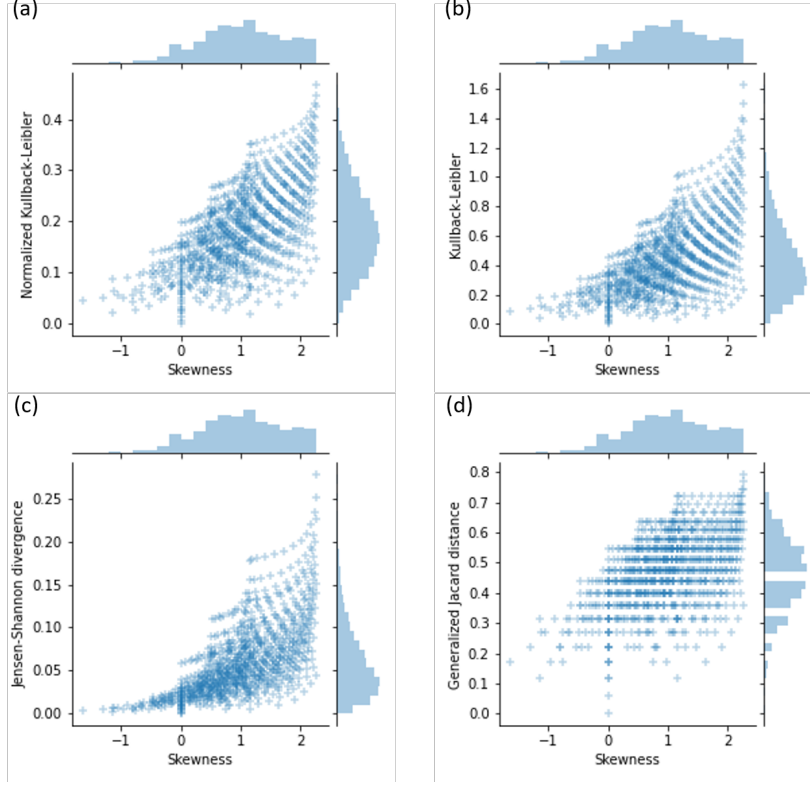 (a)
Normalized Kullback-Leibler
0.4
0.3
0.2
0.1
0.0
−1 0 1 2
Skewness
(b)
Kullback-Leibler
1.6
1.4
1.2
1.0
0.8
0.6
0.4
0.2
0.0
−1 0 1 2
Skewness
(c)
Jensen-Shannon divergence
0.25
0.20
0.15
0.10
0.05
0.00
−1 0 1 2
Skewness
(d)
Generalized Jacard distance
0.8
0.7
0.6
0.5
0.4
0.3
0.2
0.1
0.0
−1 0 1 2
Skewness